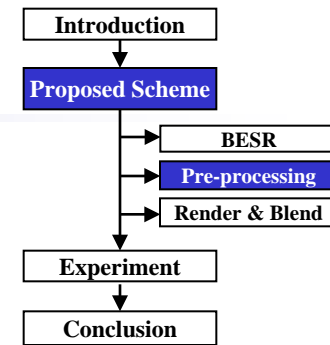 Introduction
Proposed Scheme
BESR
Pre-processing
Render & Blend
Experiment
Conclusion